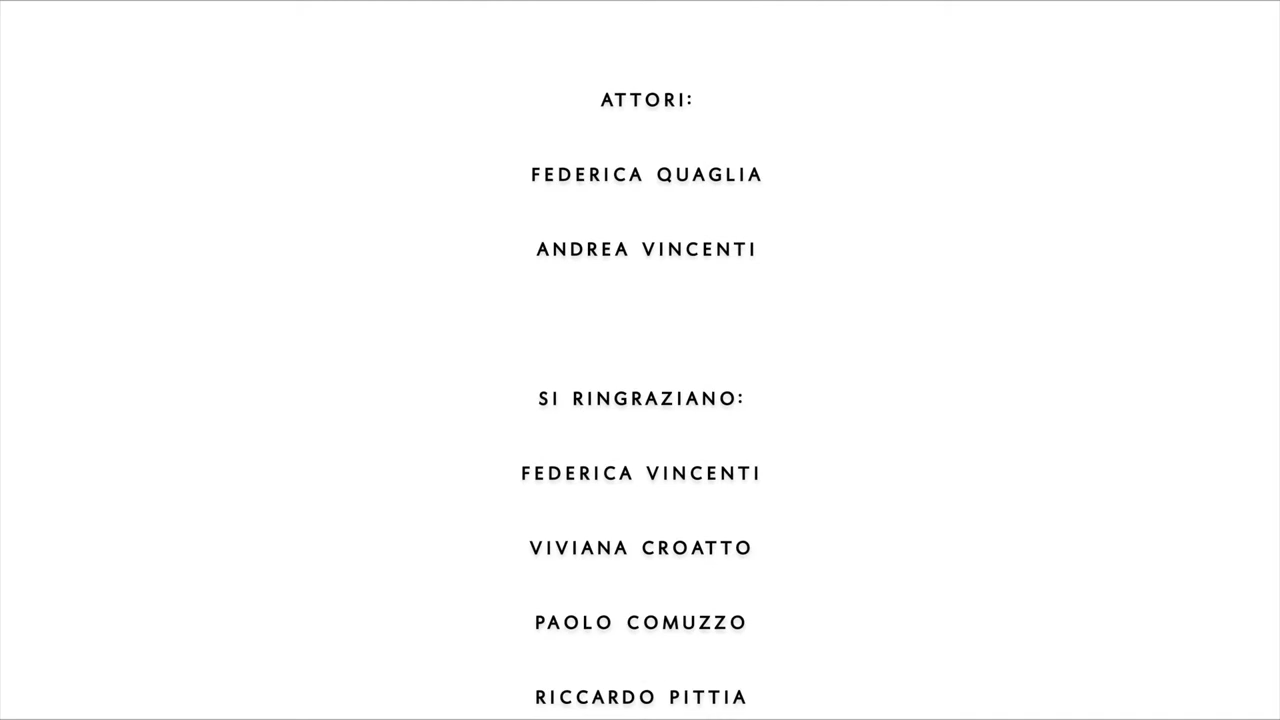 ATTORI:
FEDERICA QUAGLIA
ANDREA VINCENTI
SI RINGRAZIANO:
FEDERICA VINCENTI
VIVIANA CROATTO
PAOLO COMUZZO
RICCARDO PITTIA